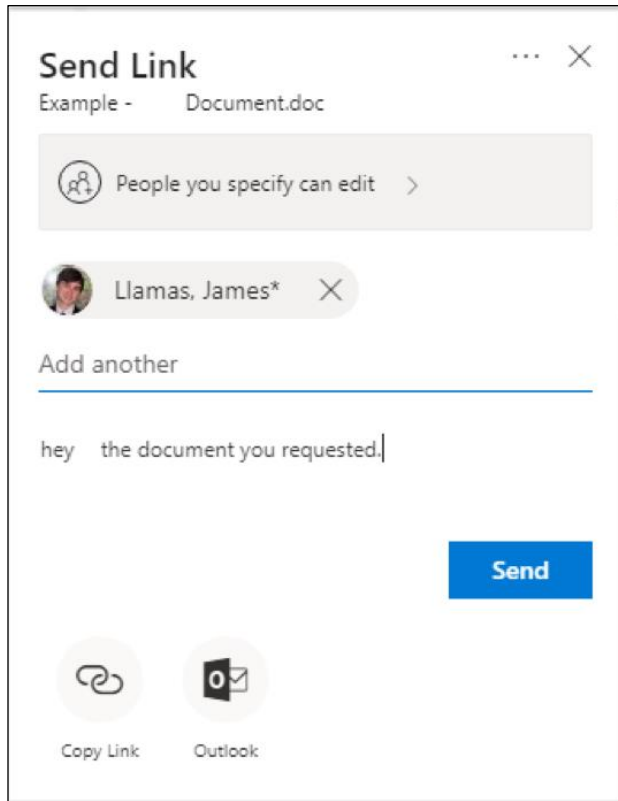 Send Link
Example - Document.doc
People you specify can edit
Llamas, James*
Add another
hey the document you requested.
Send
Copy Link
Outlook